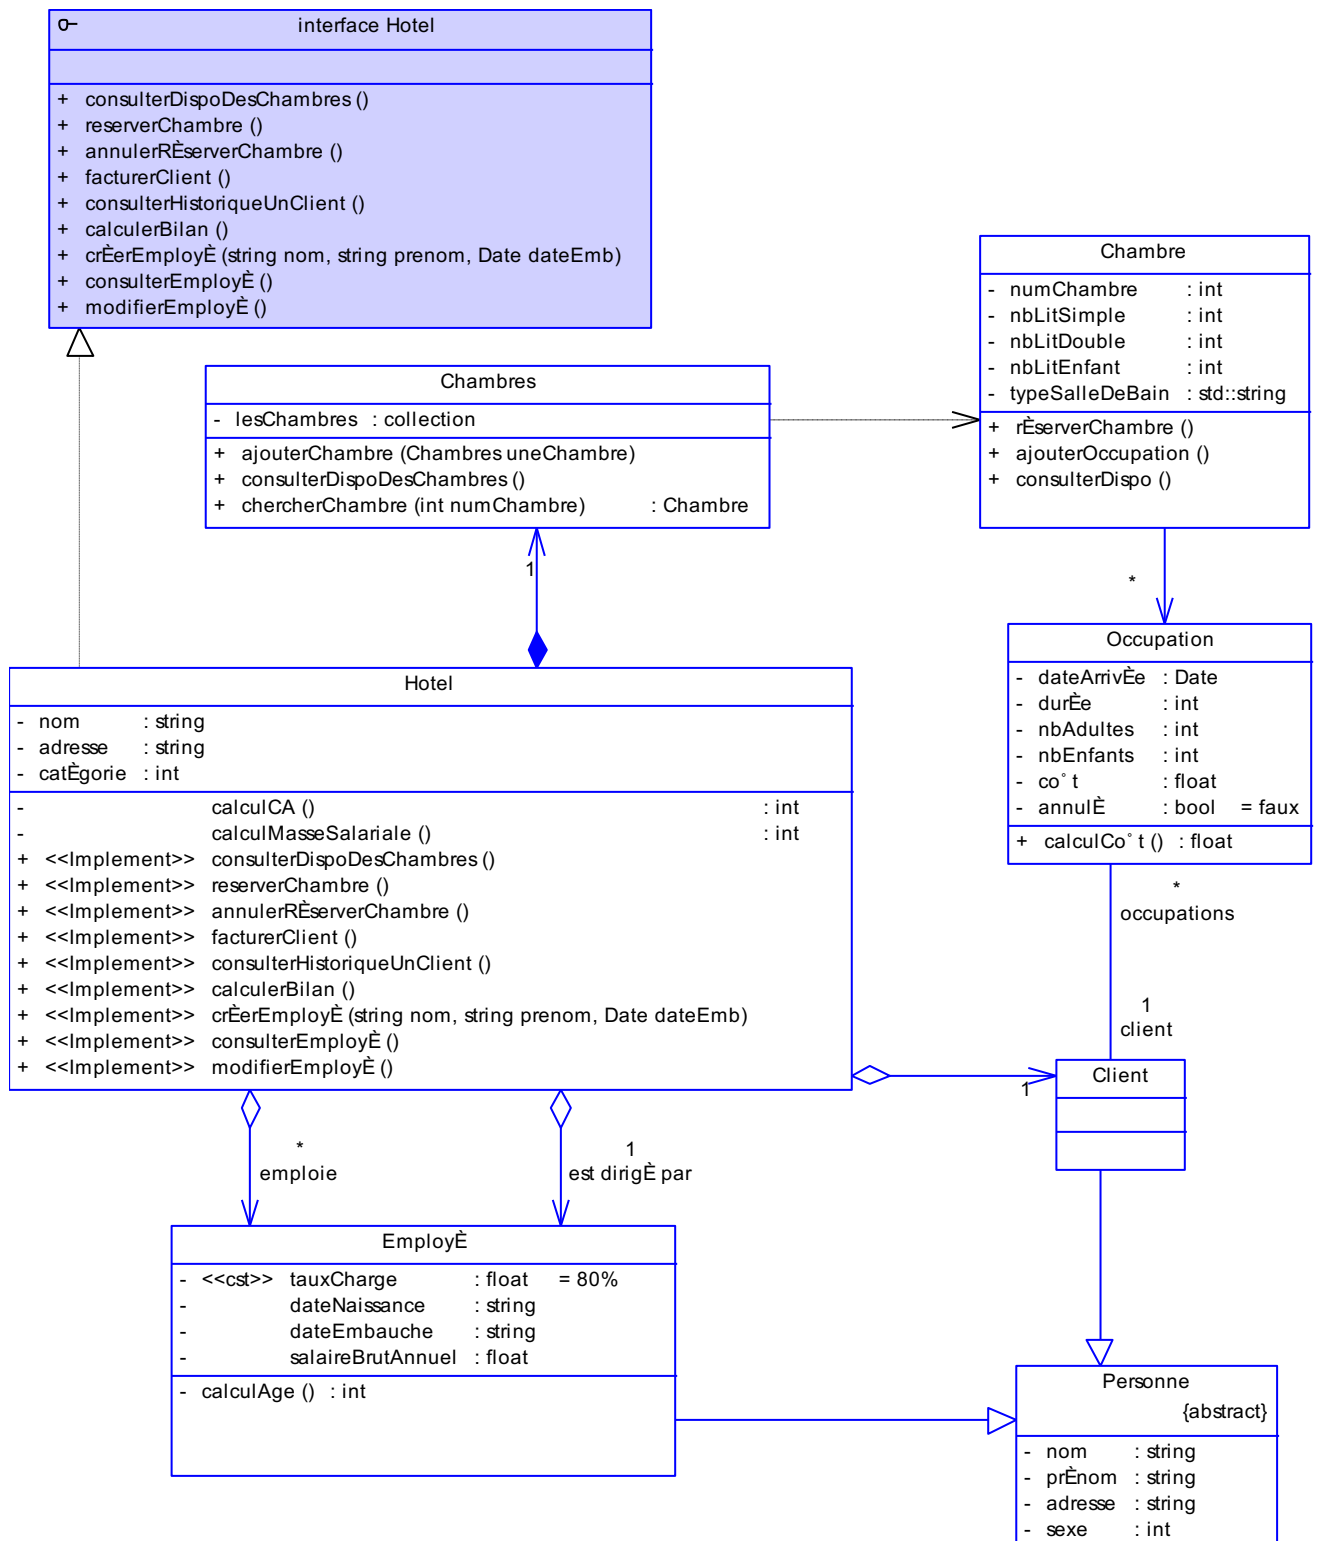 interface Hotel
+ consulterDispoDesChambres ()
+ reserverChambre ()
+ annulerRÈserverChambre ()
+ facturerClient ()
+ consulterHistoriqueUnClient ()
+ calculerBilan ()
+ crÈerEmployÈ (string nom, string prenom, Date dateEmb)
+ consulterEmployÈ ()
+ modifierEmployÈ ()
Chambre
- numChambre : int
- nbLitSimple : int
- nbLitDouble : int
- nbLitEnfant : int
- typeSalleDeBain : std::string
+ rÈserverChambre ()
+ ajouterOccupation ()
+ consulterDispo ()
Chambres
- lesChambres : collection
+ ajouterChambre (Chambres uneChambre)
+ consulterDispoDesChambres ()
+ chercherChambre (int numChambre) : Chambre
1
*
Occupation
- dateArrivÈe : Date
- durÈe : int
- nbAdultes : int
- nbEnfants : int
- co˚t : float
- annulÈ : bool = faux
+ calculCo˚t () : float
*
occupations
1
client
Hotel
- nom : string
- adresse : string
- catÈgorie : int
- calculCA () : int
- calculMasseSalariale () : int
+ <<Implement>> consulterDispoDesChambres ()
+ <<Implement>> reserverChambre ()
+ <<Implement>> annulerRÈserverChambre ()
+ <<Implement>> facturerClient ()
+ <<Implement>> consulterHistoriqueUnClient ()
+ <<Implement>> calculerBilan ()
+ <<Implement>> crÈerEmployÈ (string nom, string prenom, Date dateEmb)
+ <<Implement>> consulterEmployÈ ()
+ <<Implement>> modifierEmployÈ ()
1
Client
*
emploie
1
est dirigÈ par
EmployÈ
- <<cst>> tauxCharge : float = 80%
- dateNaissance : string
- dateEmbauche : string
- salaireBrutAnnuel : float
- calculAge () : int
Personne
{abstract}
- nom : string
- prÈnom : string
- adresse : string
- sexe : int